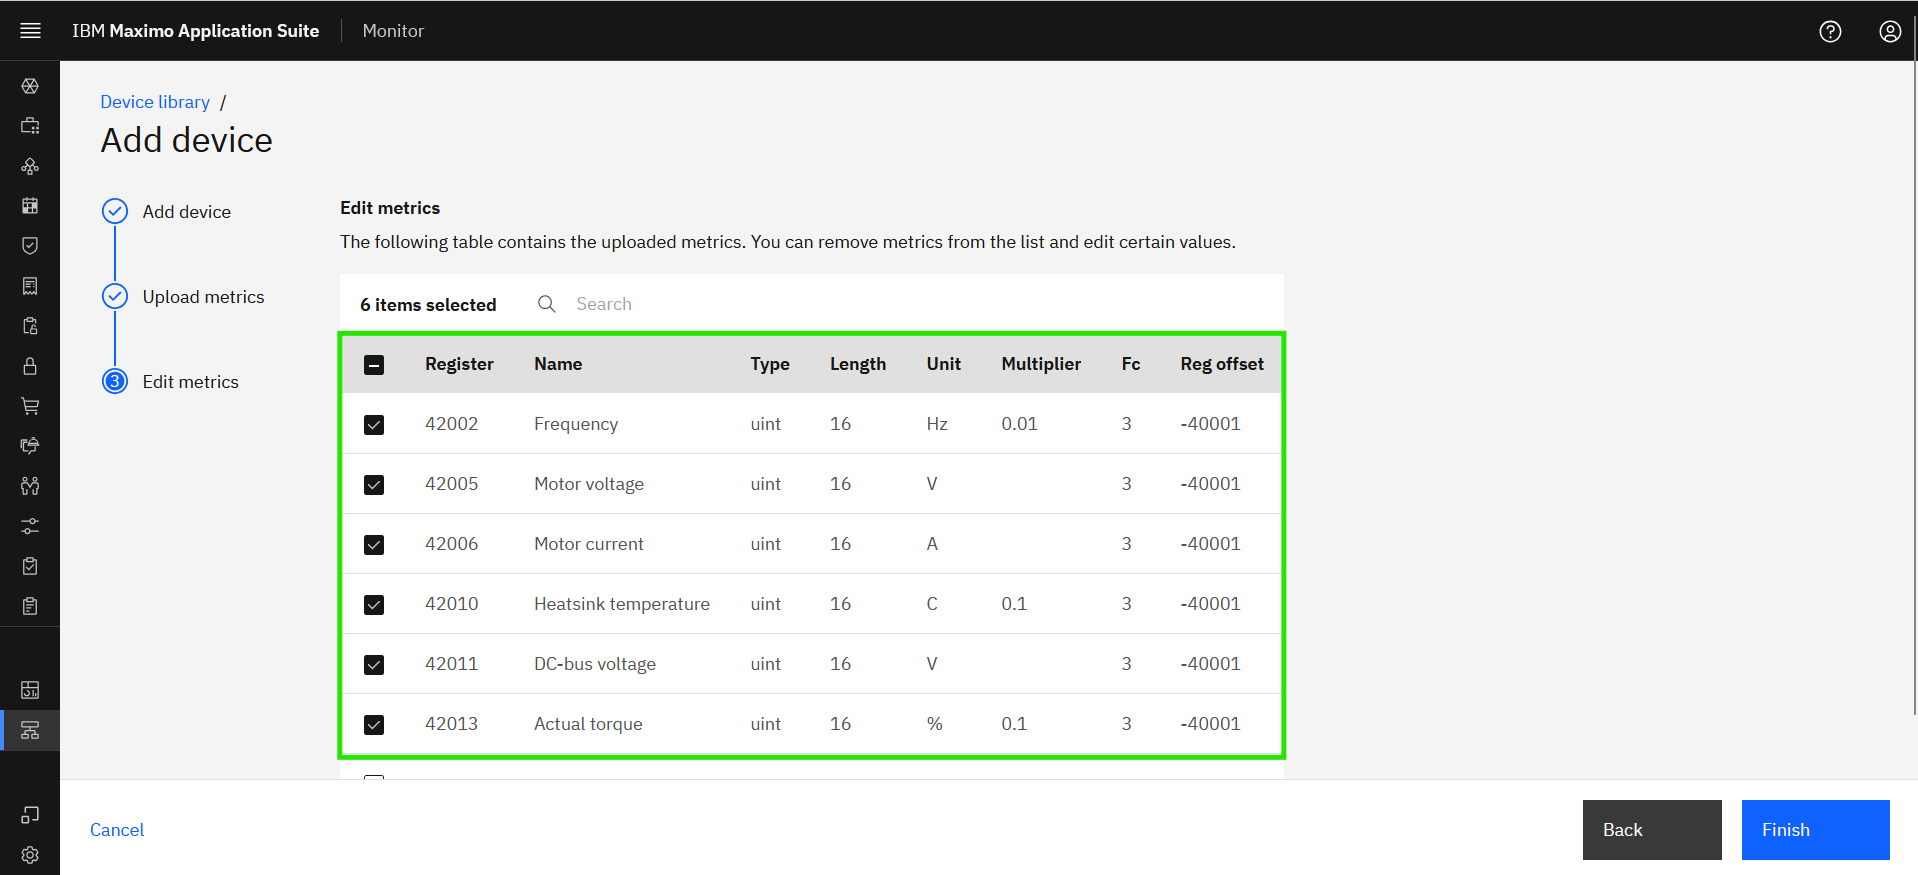 IBM Maximo Application Suite Monitor
Device library /
Add device
Add device
Upload metrics
3 Edit metrics
Edit metrics
The following table contains the uploaded metrics. You can remove metrics from the list and edit certain values.
6 items selected Search
Register Name Type Length Unit Multiplier Fc Reg offset
42002 Frequency uint 16 Hz 0.01 3 -40001
42005 Motor voltage uint 16 V 3 -40001
42006 Motor current uint 16 A 3 -40001
42010 Heatsink temperature uint 16 C 0.1 3 -40001
42011 DC-bus voltage uint 16 V 3 -40001
42013 Actual torque uint 16 % 0.1 3 -40001
Cancel Back Finish